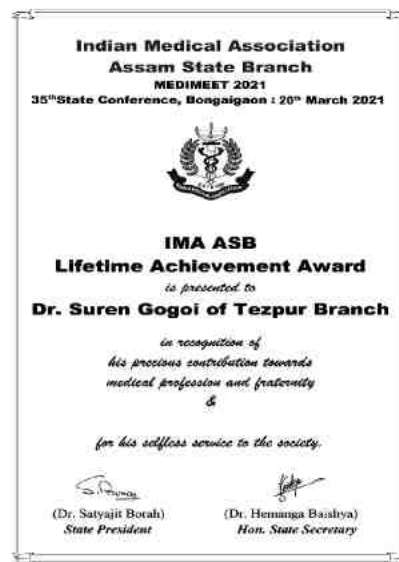 Indian Medical Association
Assam State Branch
MEDIMEET 2021
35thState Conference, Bongaigaon : 20th March 2021
IMA ASB
Lifetime Achievement Award
is presented to
Dr. Suren Gogoi of Tezpur Branch
in recognition of
his precious contribution towards
medical profession and fraternity
&
for his selfless service to the society.
(Dr. Satyajit Borah) (Dr. Hemanga Baishya)
State President Hon. State Secretary